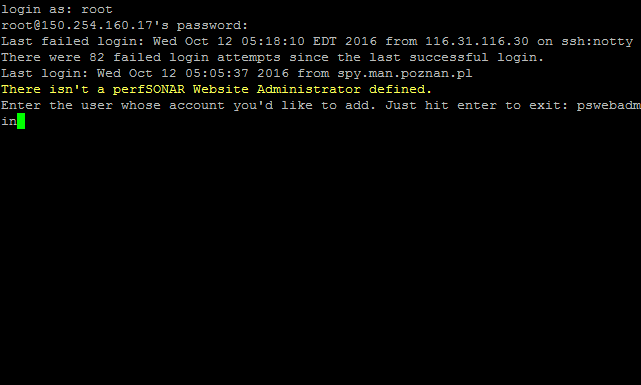 login as: root
root@150.254.160.17's password:
Last failed login: Wed Oct 12 05:18:10 EDT 2016 from 116.31.116.30 on ssh:notty
There were 82 failed login attempts since the last successful login.
Last login: Wed Oct 12 05:05:37 2016 from spy.man.poznan.pl
There isn't a perfSONAR Website Administrator defined.
Enter the user whose account you'd like to add. Just hit enter to exit: pswebadm
in